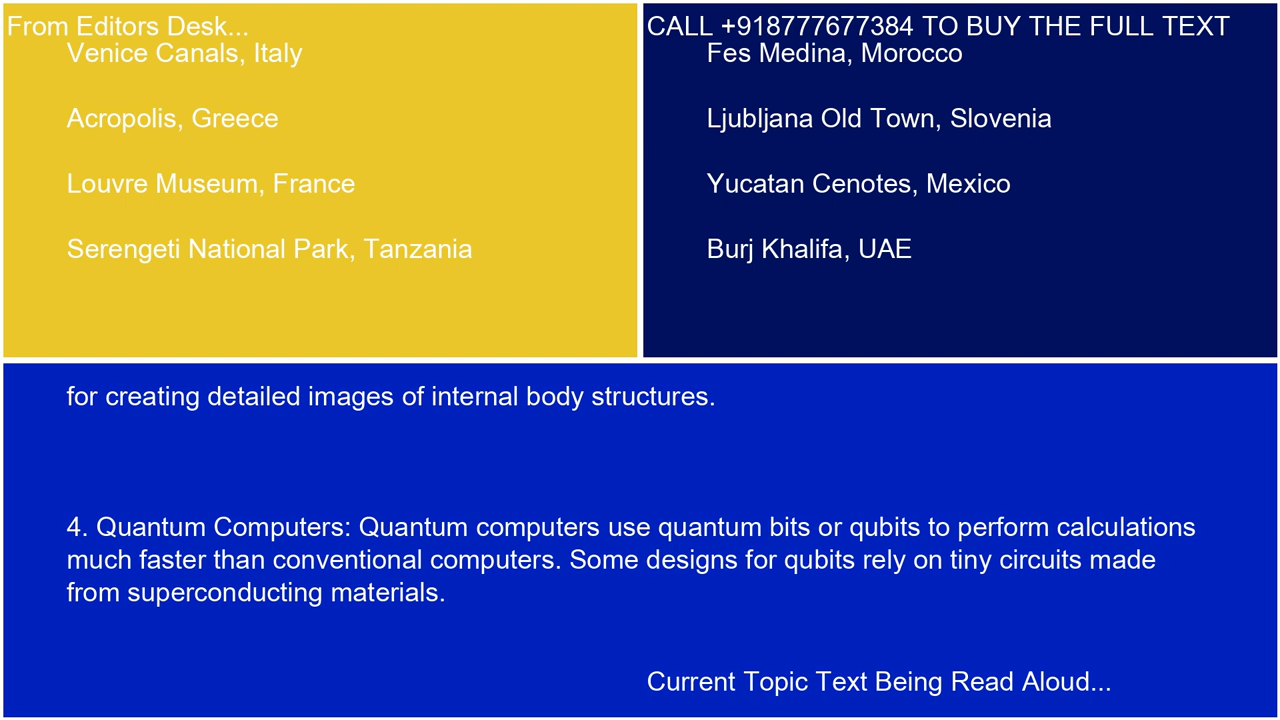 From Editors Desk...
Venice Canals, Italy
Acropolis, Greece
Louvre Museum, France
Serengeti National Park, Tanzania
CALL +918777677384 TO BUY THE FULL TEXT
Fes Medina, Morocco
Ljubljana Old Town, Slovenia
Yucatan Cenotes, Mexico
Burj Khalifa, UAE
for creating detailed images of internal body structures.
4. Quantum Computers: Quantum computers use quantum bits or qubits to perform calculations
much faster than conventional computers. Some designs for qubits rely on tiny circuits made
from superconducting materials.
Current Topic Text Being Read Aloud...